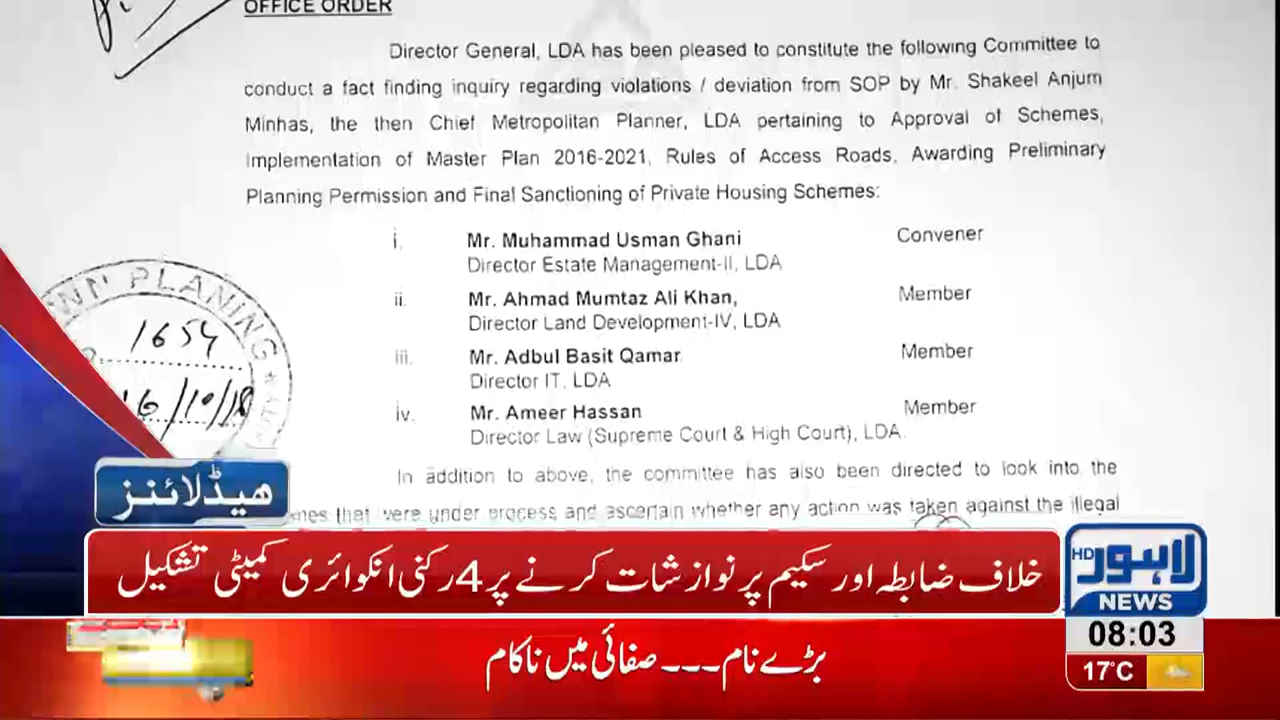 OFFICE ORDER
Director General, LDA has been pleased to constitute the following Committee to
conduct a fact finding inquiry regarding violations / deviation from SOP by Mr. Shakeel Anjum
Minhas, the then Chief Metropolitan Planner, LDA pertaining to Approval of Schemes,
Implementation of Master Plan 2016-2021, Rules of Access Roads, Awarding Preliminary
Planning Permission and Final Sanctioning of Private Housing Schemes:
i. Mr. Muhammad Usman Ghani Convener
Director Estate Management-II, LDA
ii. Mr. Ahmad Mumtaz Ali Khan, Member
Director Land Development-IV, LDA
iii. Mr. Adbul Basit Qamar Member
Director IT, LDA
iv. Mr. Ameer Hassan Member
Director Law (Supreme Court & High Court), LDA.
In addition to above, the committee has also been directed to look into the
that were under process and ascertain whether any action was taken against the illegal
PLANING
1654
16/10/18
ہیڈلائنز
خلاف ضابطہ اور سکیم پر نوازشات کرنے پر 4 رکنی انکوائری کمیٹی تشکیل
لاہور HD
NEWS
08:03
17°C
بڑے نام ۔۔۔ صفائی میں ناکام